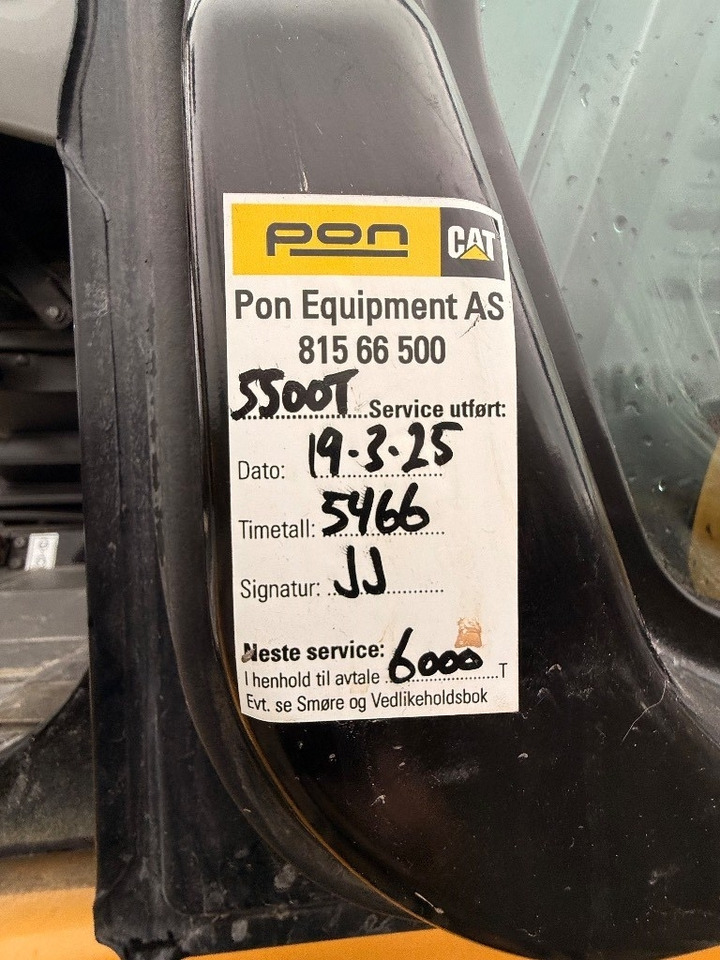 pon CAT
Pon Equipment AS
815 66 500
5500T Service utført:
Dato: 19.3.25
Timetall: 5466
Signatur: JJ
Neste service:
I henhold til avtale 6000 T
Evt. se Smøre og Vedlikeholdsbok